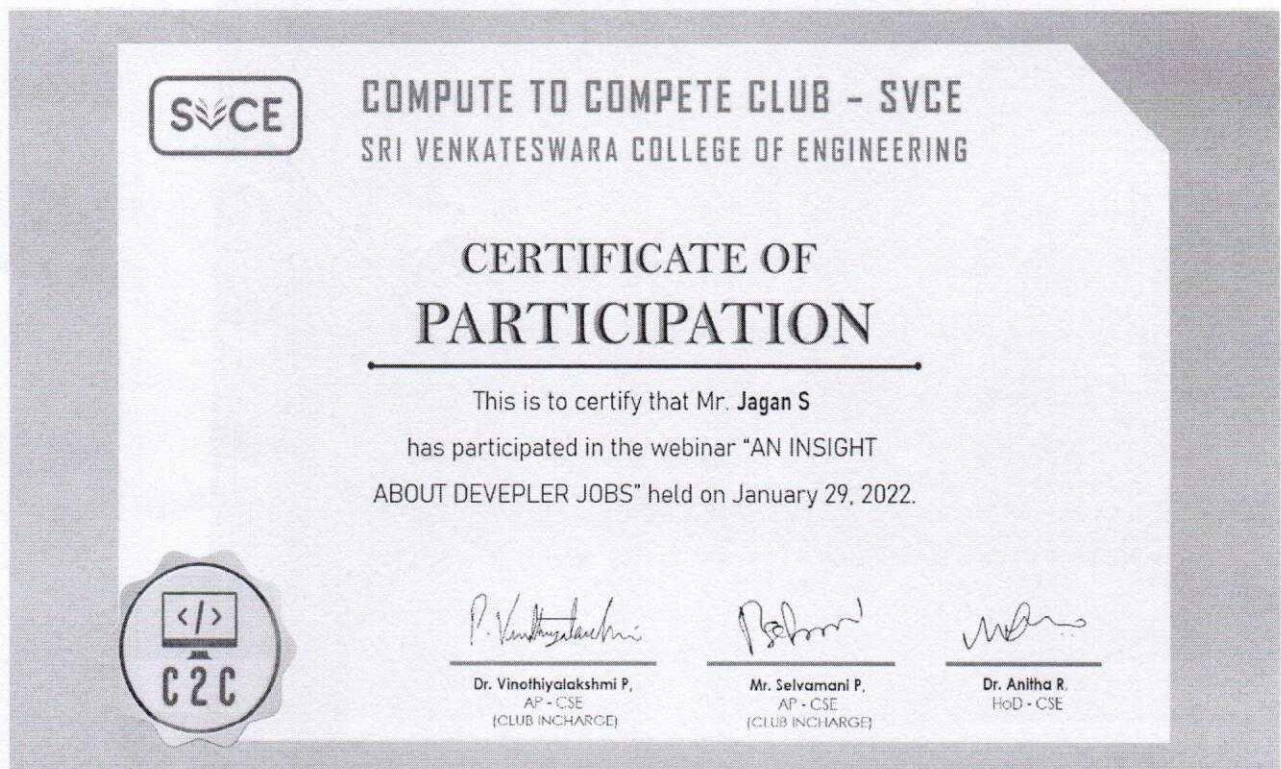 SVCE
COMPUTE TO COMPETE CLUB - SVCE
SRI VENKATESWARA COLLEGE OF ENGINEERING
CERTIFICATE OF
PARTICIPATION
This is to certify that Mr. Jagan S
has participated in the webinar "AN INSIGHT
ABOUT DEVEPLER JOBS" held on January 29, 2022.
</>
C2C
P. Vinothiyalakshmi
Dr. Vinothiyalakshmi P,
AP - CSE
(CLUB INCHARGE)
Mr. Selvamani P,
AP - CSE
(CLUB INCHARGE)
Dr. Anitha R,
HoD - CSE